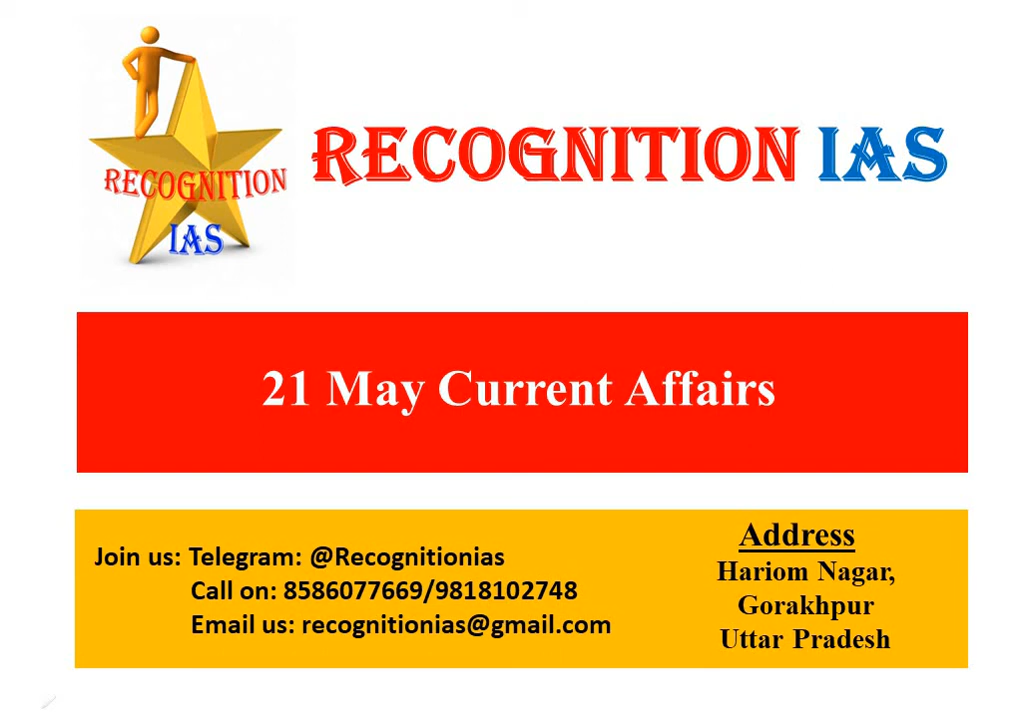 RECOGNITION
IAS
RECOGNITION IAS
21 May Current Affairs
Join us: Telegram: @Recognitionias
Call on: 8586077669/9818102748
Email us: recognitionias@gmail.com
Address
Hariom Nagar,
Gorakhpur
Uttar Pradesh